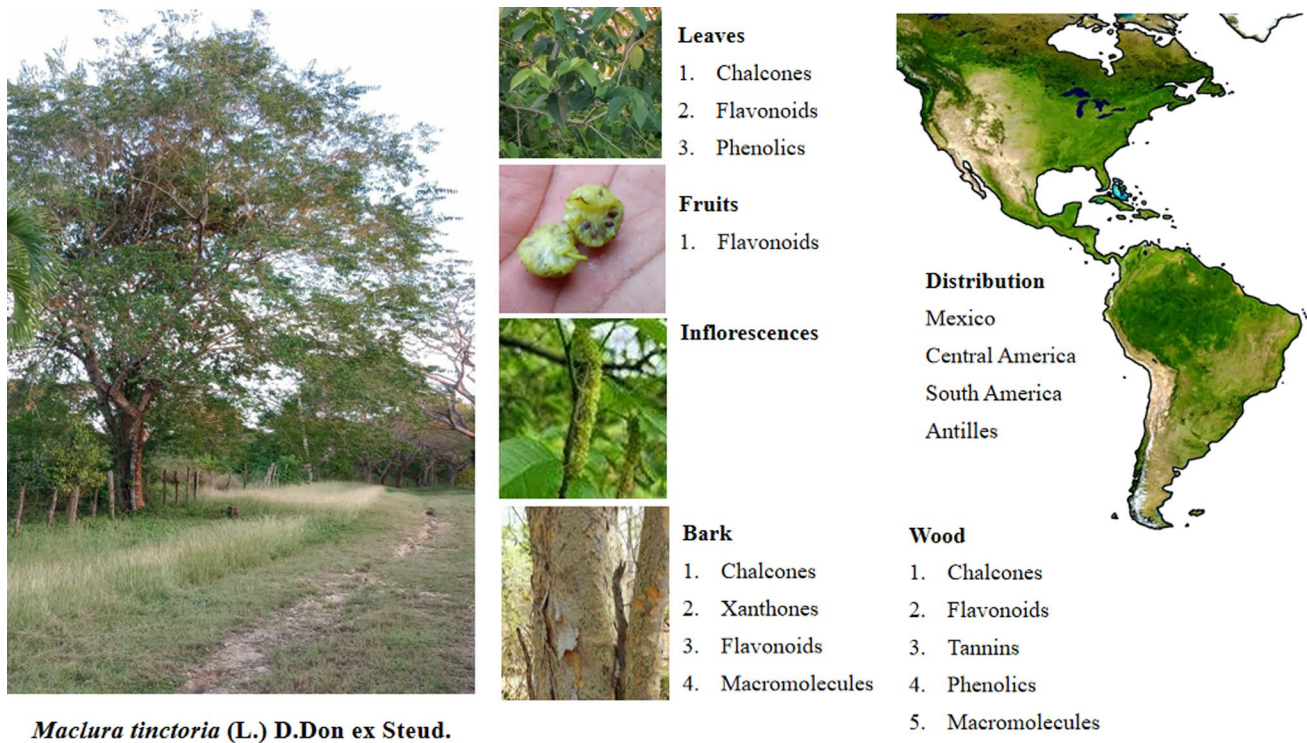 Leaves
1. Chalcones
2. Flavonoids
3. Phenolics
Fruits
1. Flavonoids
Inflorescences
Bark
1. Chalcones
2. Xanthones
3. Flavonoids
4. Macromolecules
Distribution
Mexico
Central America
South America
Antilles
Wood
1. Chalcones
2. Flavonoids
3. Tannins
4. Phenolics
5. Macromolecules
Maclura tinctoria (L.) D.Don ex Steud.